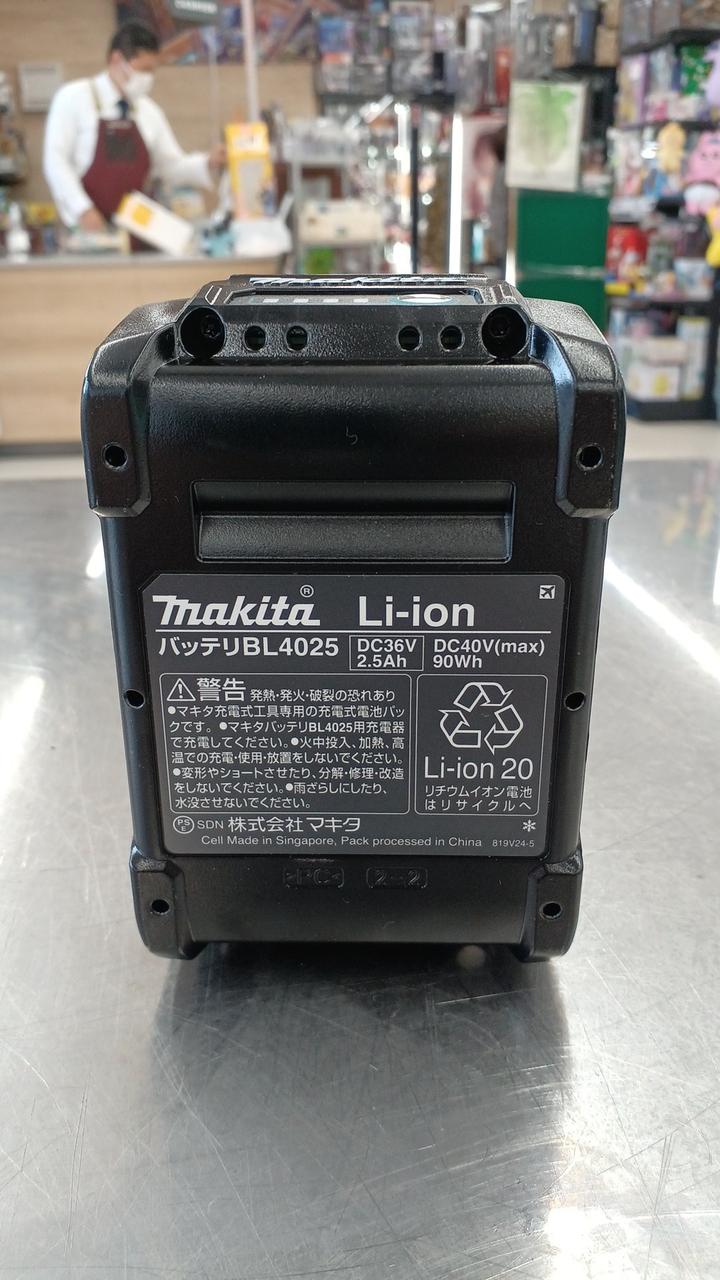 makita
makita® Li-ion
バッテリBL4025
DC36V
2.5Ah
DC40V(max)
90Wh
警告 発熱・発火・破裂の恐れあり
●マキタ充電式工具専用の充電式電池パッ
クです。●マキタバッテリBL4025用充電器
で充電してください。●火中投入、加熱、高
温での充電・使用・放置をしないでください。
●変形やショートさせたり、分解・修理・改造
をしないでください。●雨ざらしにしたり、
水没させないでください。
Li-ion 20
リチウムイオン電池
はリサイクルへ
PSE SDN 株式会社 マキタ
Cell Made in Singapore, Pack processed in China 819V24-5
>PC< 2-2